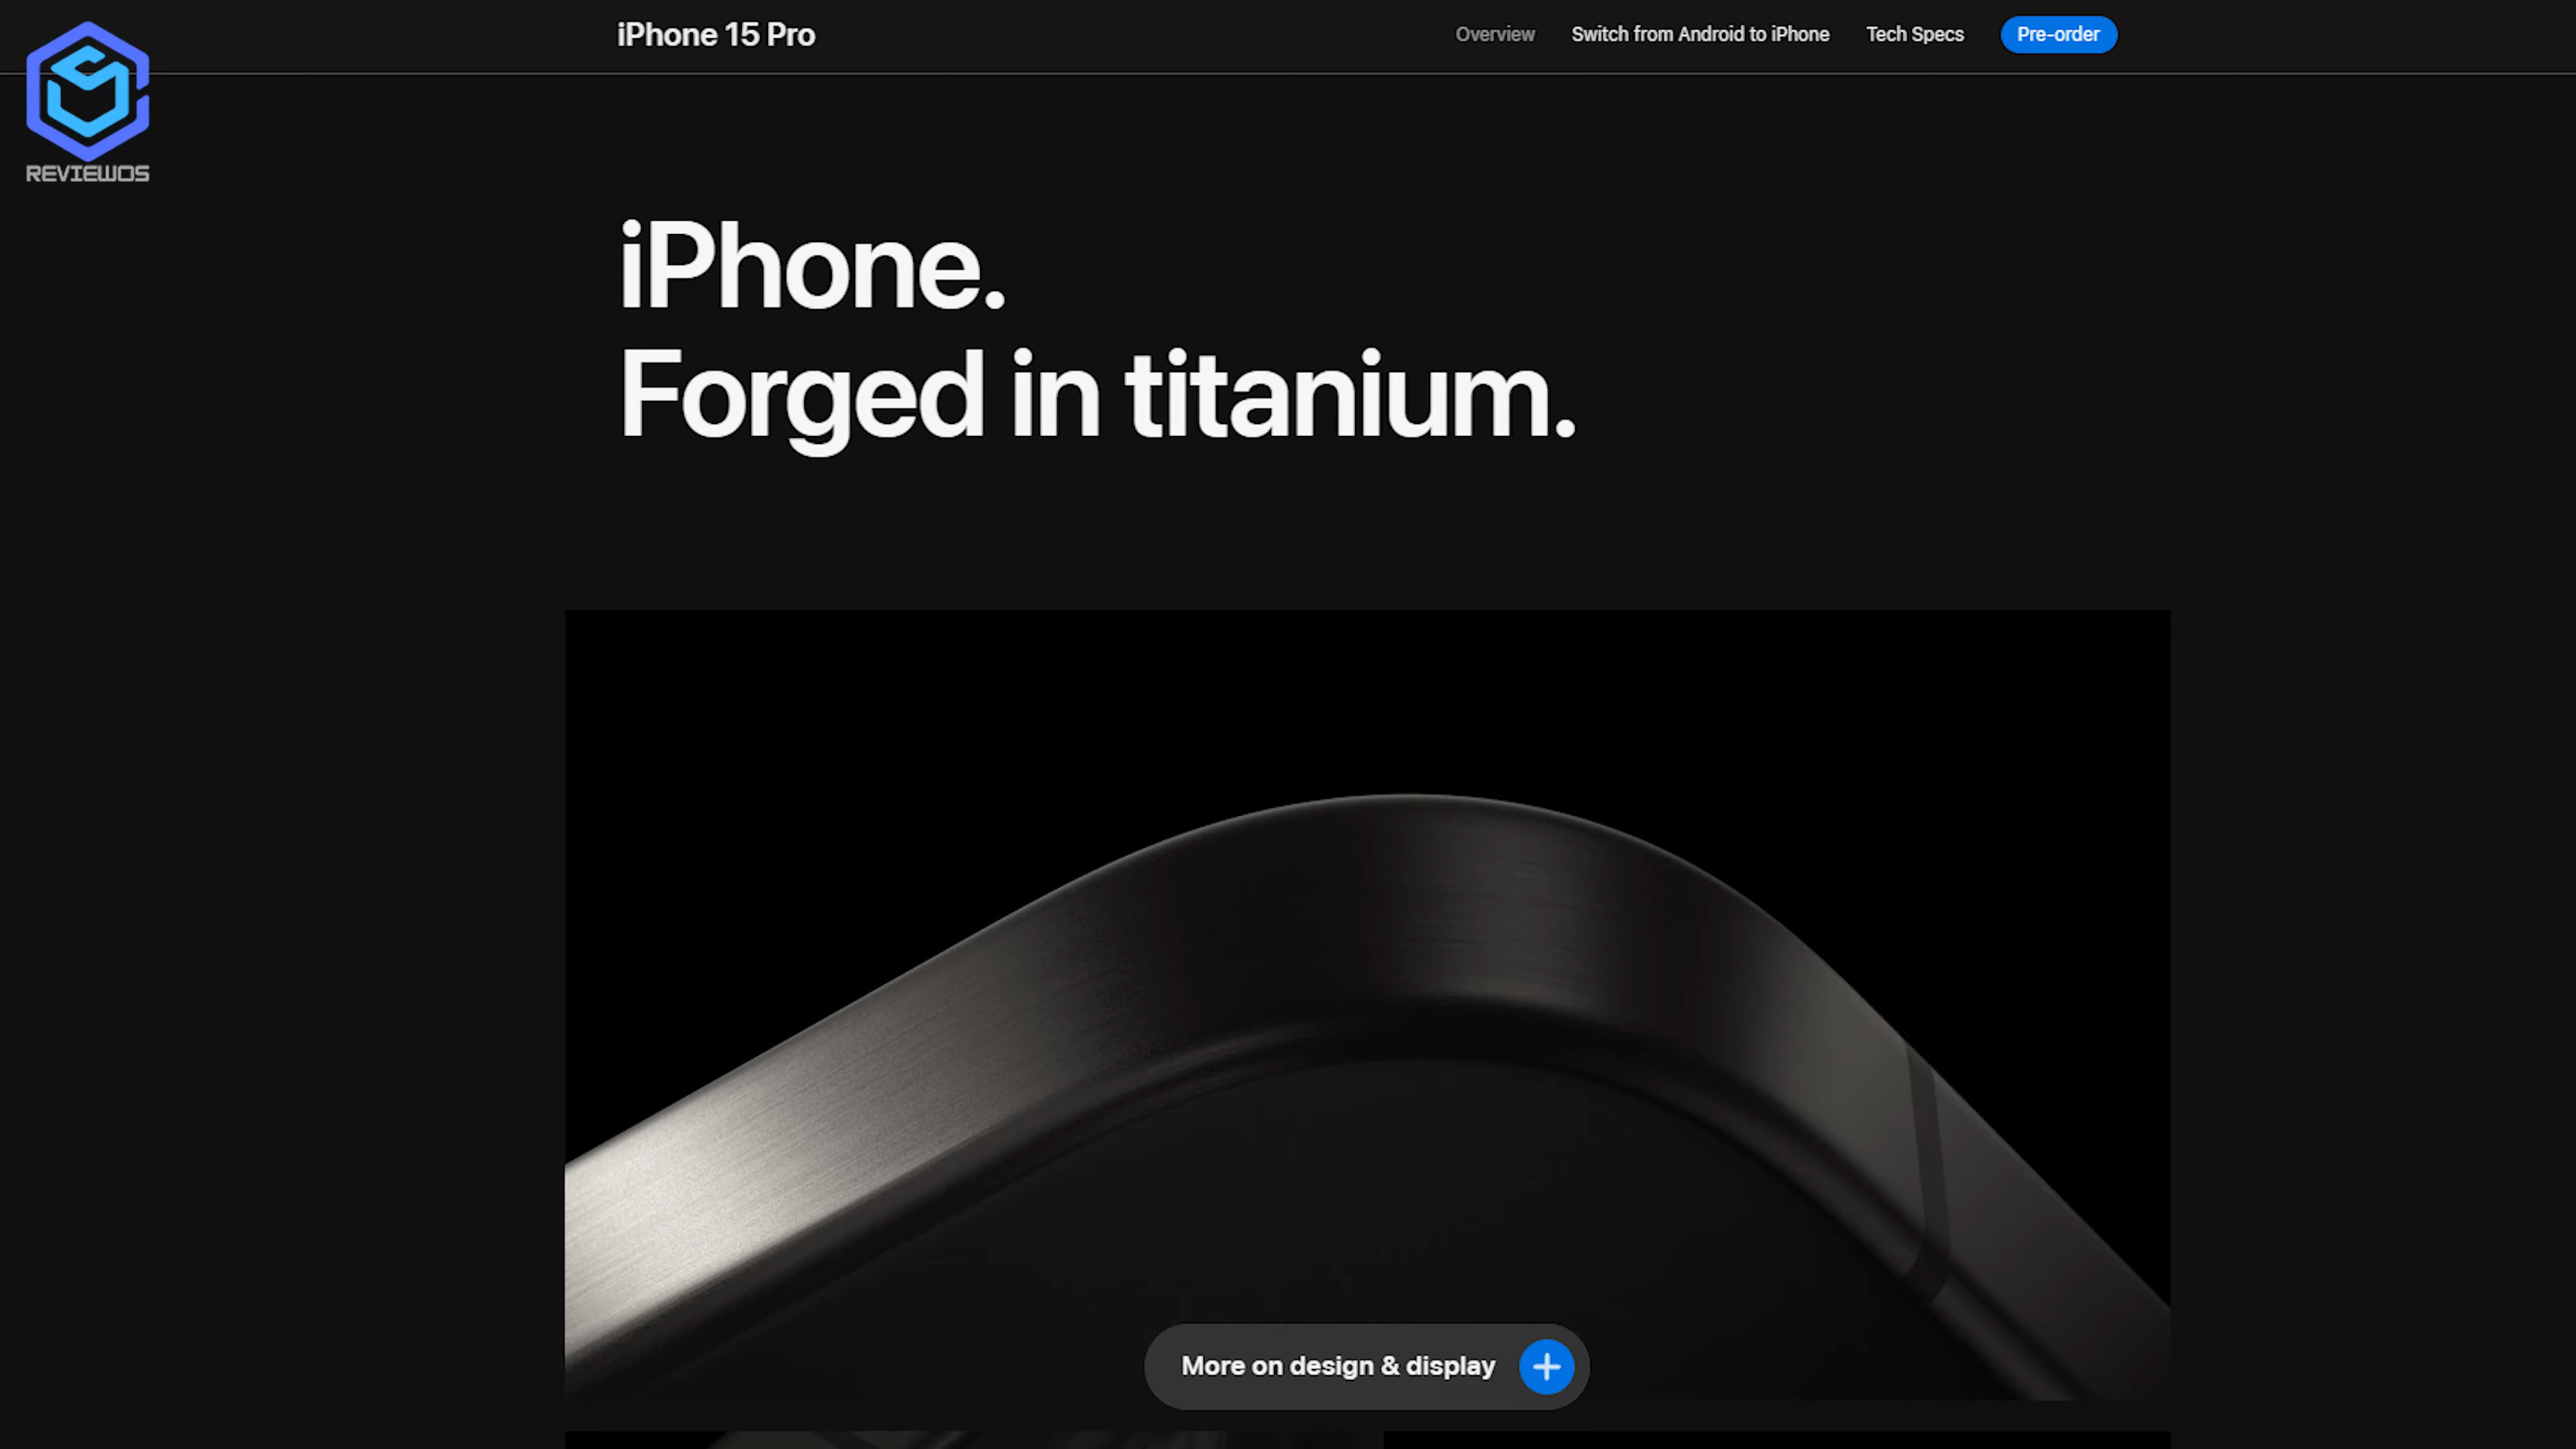 REVIEWOS
iPhone 15 Pro
Overview
Switch from Android to iPhone
Tech Specs
Pre-order
iPhone.
Forged in titanium.
More on design & display